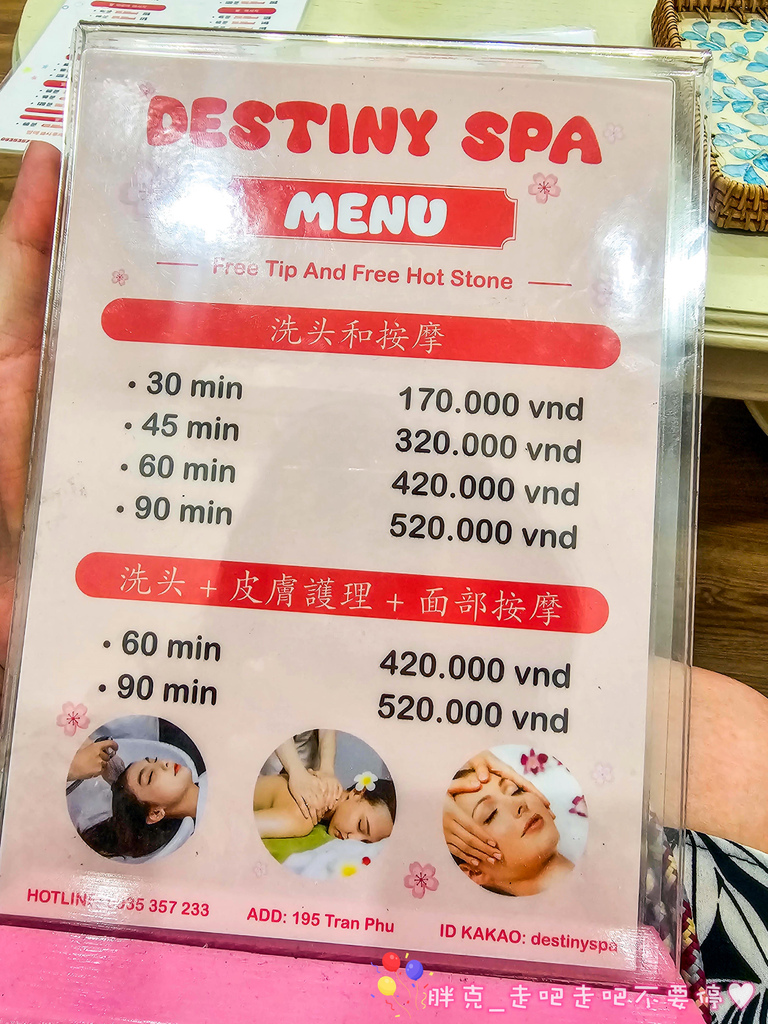 DESTINY SPA
MENU
Free Tip And Free Hot Stone
洗头和按摩
• 30 min 170.000 vnd
• 45 min 320.000 vnd
• 60 min 420.000 vnd
• 90 min 520.000 vnd
洗头 + 皮膚護理 + 面部按摩
• 60 min 420.000 vnd
• 90 min 520.000 vnd
HOTLINE: 357 233
ADD: 195 Tran Phu
ID KAKAO: destinyspa
胖克_走吧走吧不要停♥